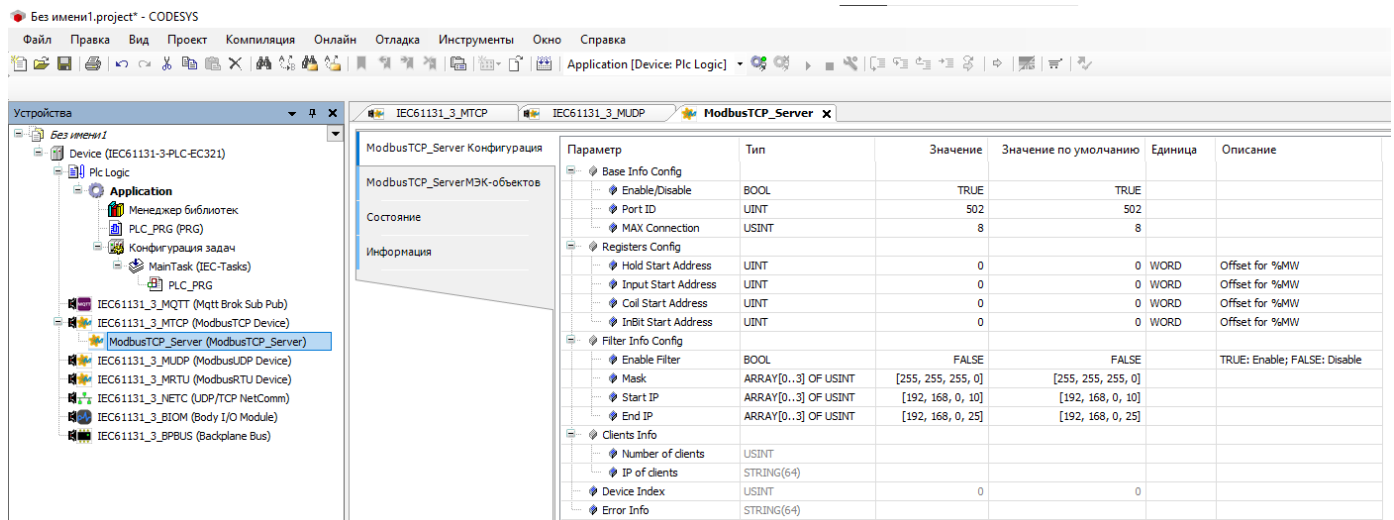 Без имени1.project* - CODESYS
Файл Правка Вид Проект Компиляция Онлайн Отладка Инструменты Окно Справка
Application [Device: Plc Logic]
Устройства
Без имени1
Device (IEC61131-3-PLC-EC321)
Plc Logic
Application
Менеджер библиотек
PLC_PRG (PRG)
Конфигурация задач
MainTask (IEC-Tasks)
PLC_PRG
IEC61131_3_MQTT (Mqtt Brok Sub Pub)
IEC61131_3_MTCP (ModbusTCP Device)
ModbusTCP_Server (ModbusTCP_Server)
IEC61131_3_MUDP (ModbusUDP Device)
IEC61131_3_MRTU (ModbusRTU Device)
IEC61131_3_NETC (UDP/TCP NetComm)
IEC61131_3_BIOM (Body I/O Module)
IEC61131_3_BPBUS (Backplane Bus)
IEC61131_3_MTCP IEC61131_3_MUDP ModbusTCP_Server
ModbusTCP_Server Конфигурация
ModbusTCP_ServerМЭК-объектов
Состояние
Информация
Параметр Тип Значение Значение по умолчанию Единица Описание
Base Info Config
Enable/Disable BOOL TRUE TRUE
Port ID UINT 502 502
MAX Connection USINT 8 8
Registers Config
Hold Start Address UINT 0 0 WORD Offset for %MW
Input Start Address UINT 0 0 WORD Offset for %MW
Coil Start Address UINT 0 0 WORD Offset for %MW
InBit Start Address UINT 0 0 WORD Offset for %MW
Filter Info Config
Enable Filter BOOL FALSE FALSE TRUE: Enable; FALSE: Disable
Mask ARRAY[0..3] OF USINT [255, 255, 255, 0] [255, 255, 255, 0]
Start IP ARRAY[0..3] OF USINT [192, 168, 0, 10] [192, 168, 0, 10]
End IP ARRAY[0..3] OF USINT [192, 168, 0, 25] [192, 168, 0, 25]
Clients Info
Number of clients USINT
IP of clients STRING(64)
Device Index USINT 0 0
Error Info STRING(64)